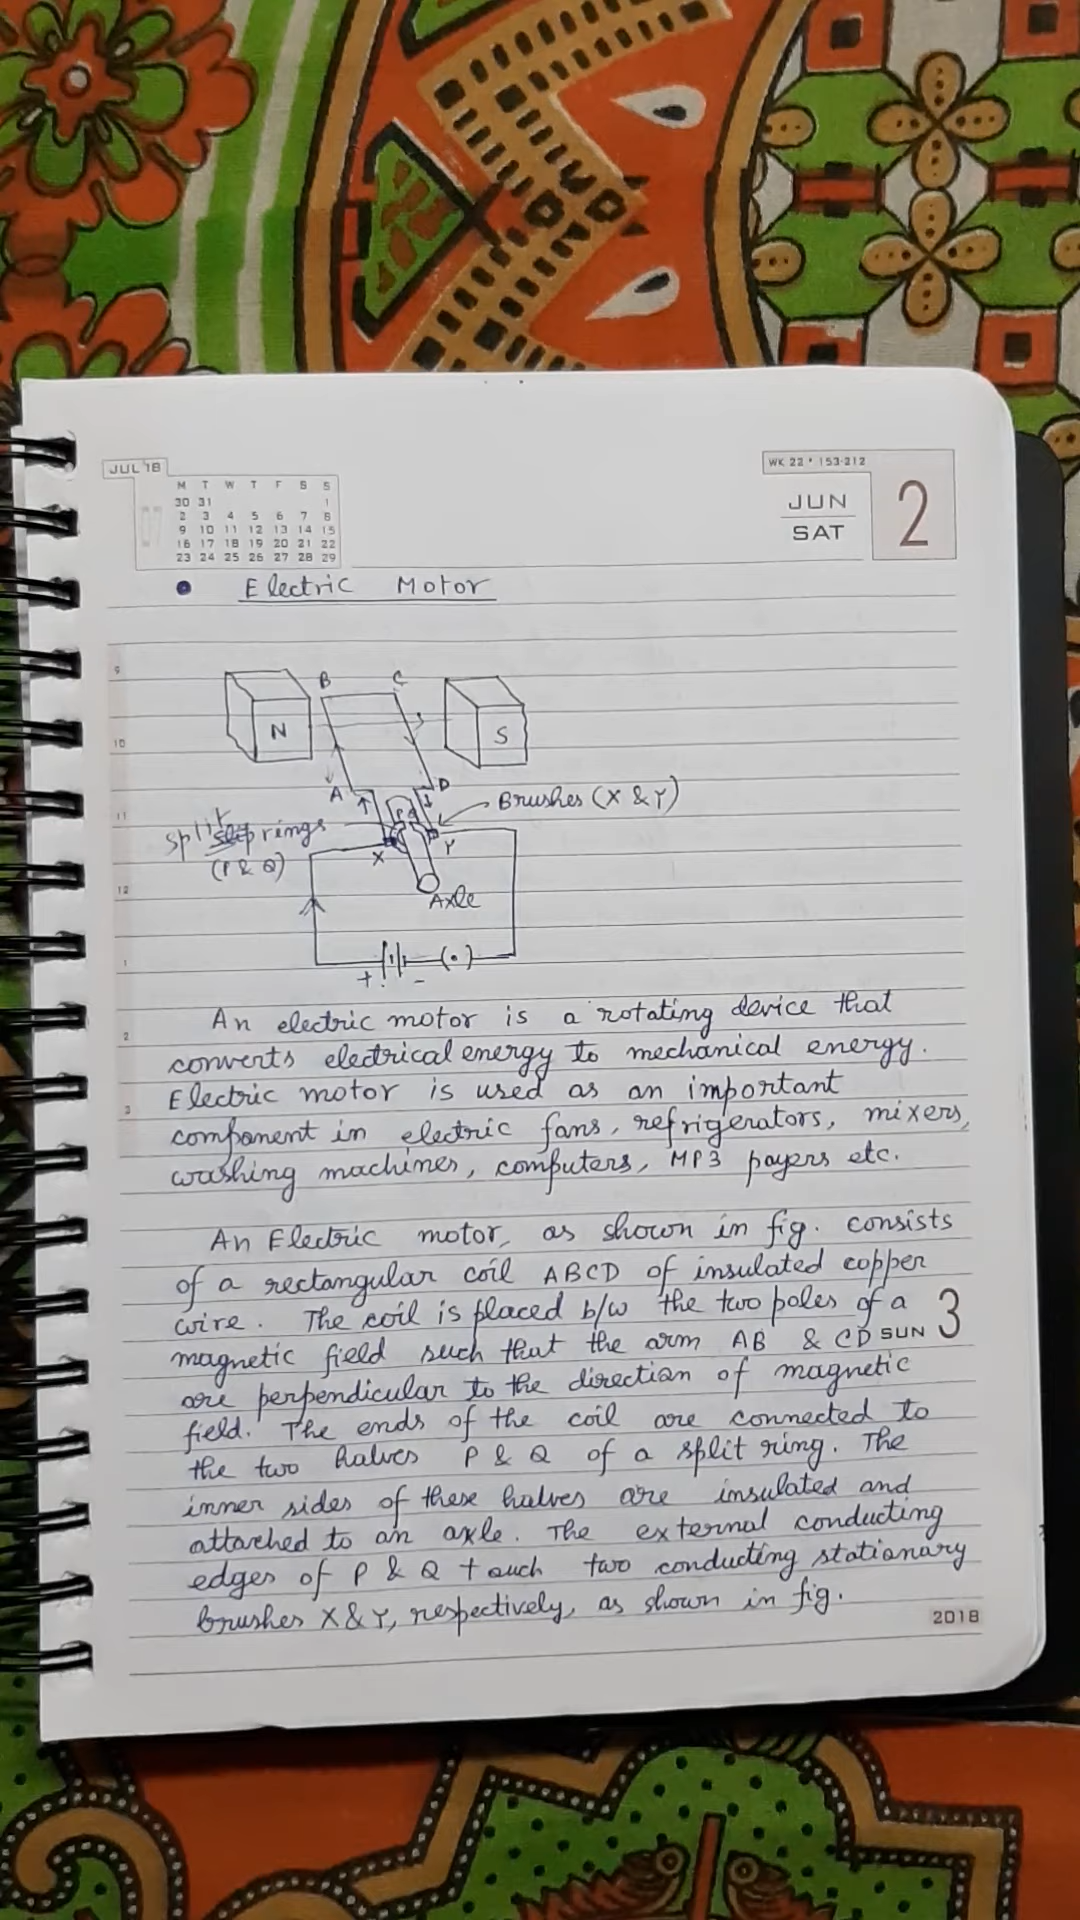 JUL '18
M T W T F S S
30 31 1
2 3 4 5 6 7 8
9 10 11 12 13 14 15
16 17 18 19 20 21 22
23 24 25 26 27 28 29
WK 22 • 153-212
JUN
SAT
2
• Electric Motor
9
B C
N S
10
A D
Brushes (X & Y)
11
split rings
(P & Q)
P Q
X Y
12
Axle
1
+ -
An electric motor is a rotating device that
2
converts electrical energy to mechanical energy.
Electric motor is used as an important
3
component in electric fans, refrigerators, mixers,
washing machines, computers, MP3 payers etc.
An Electric motor, as shown in fig. consists
of a rectangular coil ABCD of insulated copper
wire. The coil is placed b/w the two poles of a
magnetic field such that the arm AB & CD
SUN 3
are perpendicular to the direction of magnetic
field. The ends of the coil are connected to
the two halves P & Q of a split ring. The
inner sides of these halves are insulated and
attached to an axle. The external conducting
edges of P & Q touch two conducting stationary
brushes X & Y, respectively, as shown in fig.
2018